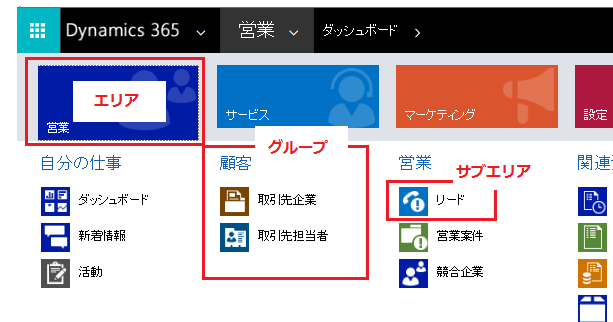 Dynamics 365 営業 ダッシュボード
エリア
営業
サービス
マーケティング
設定
グループ
サブエリア
自分の仕事
ダッシュボード
新着情報
活動
顧客
取引先企業
取引先担当者
営業
リード
営業案件
競合企業